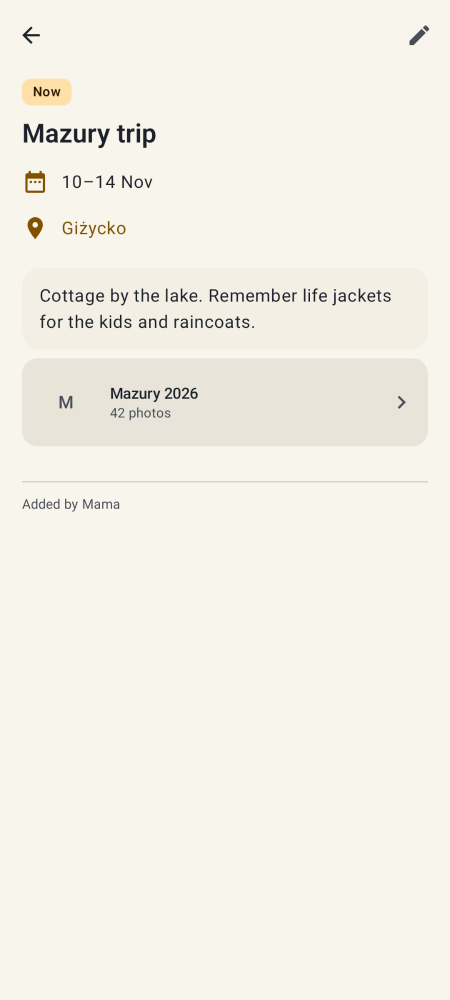 Now
Mazury trip
10–14 Nov
Giżycko
Cottage by the lake. Remember life jackets
for the kids and raincoats.
M
Mazury 2026
42 photos
Added by Mama